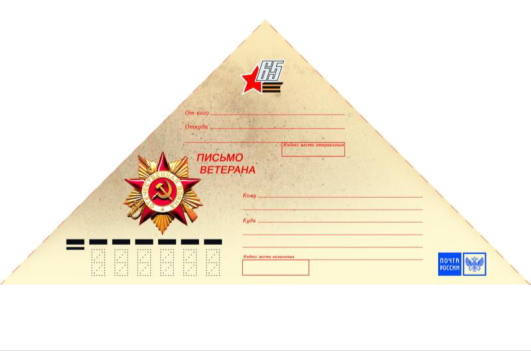 65
От кого
Откуда
Индекс места отправления
ПИСЬМО
ВЕТЕРАНА
Кому
Куда
Индекс места назначения
ПОЧТА
РОССИИ